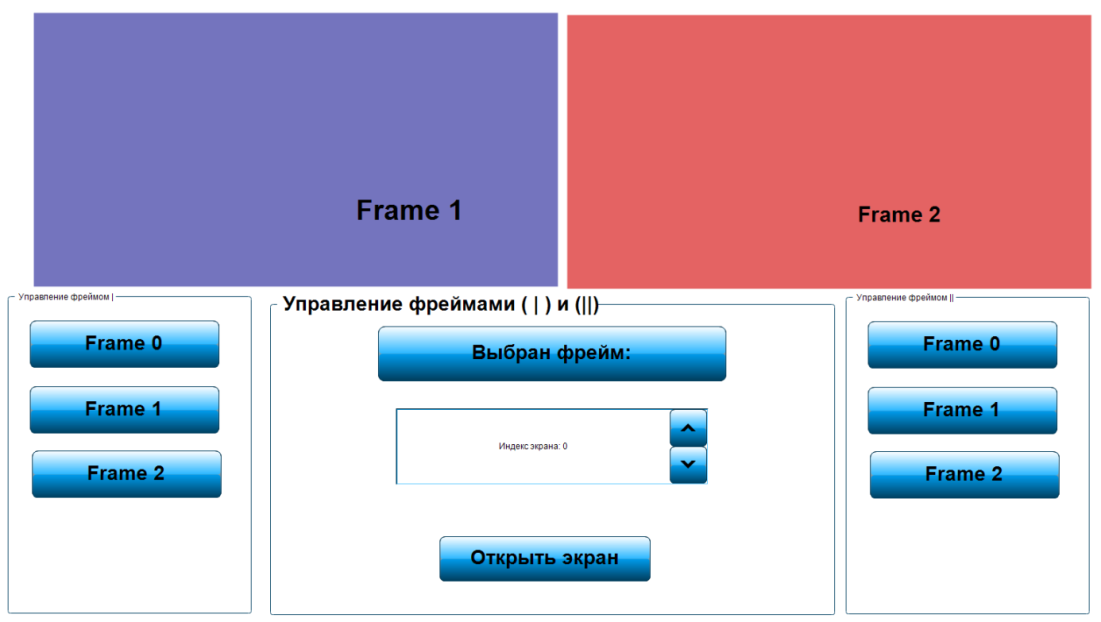 Frame 1
Frame 2
Управление фреймом |
Frame 0
Frame 1
Frame 2
Управление фреймами ( | ) и (||)
Выбран фрейм:
Индекс экрана: 0
Открыть экран
Управление фреймом ||
Frame 0
Frame 1
Frame 2